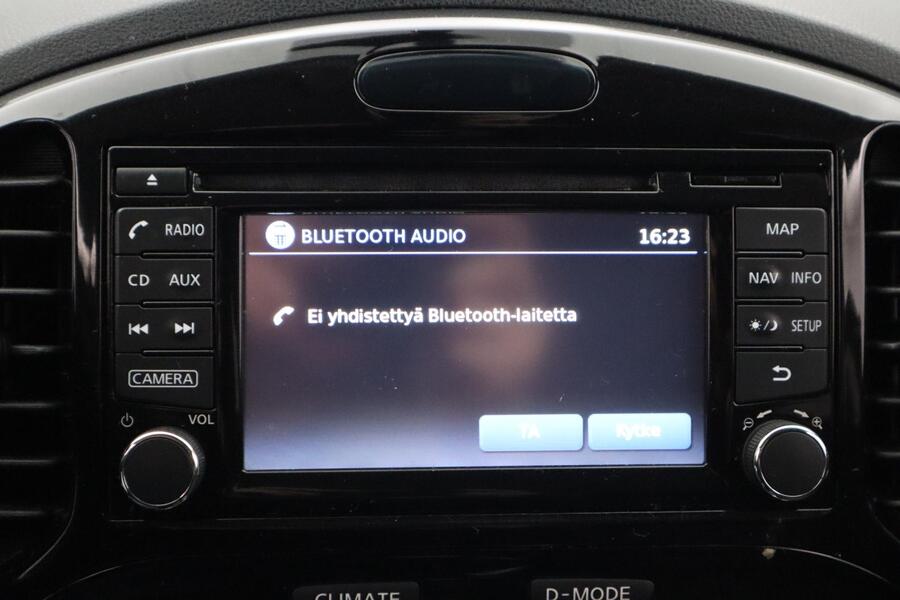 BLUETOOTH AUDIO 16:23
Ei yhdistettyä Bluetooth-laitetta
TA Kytke
RADIO
CD AUX
CAMERA
VOL
MAP
NAV INFO
SETUP
CLIMATE D-MODE